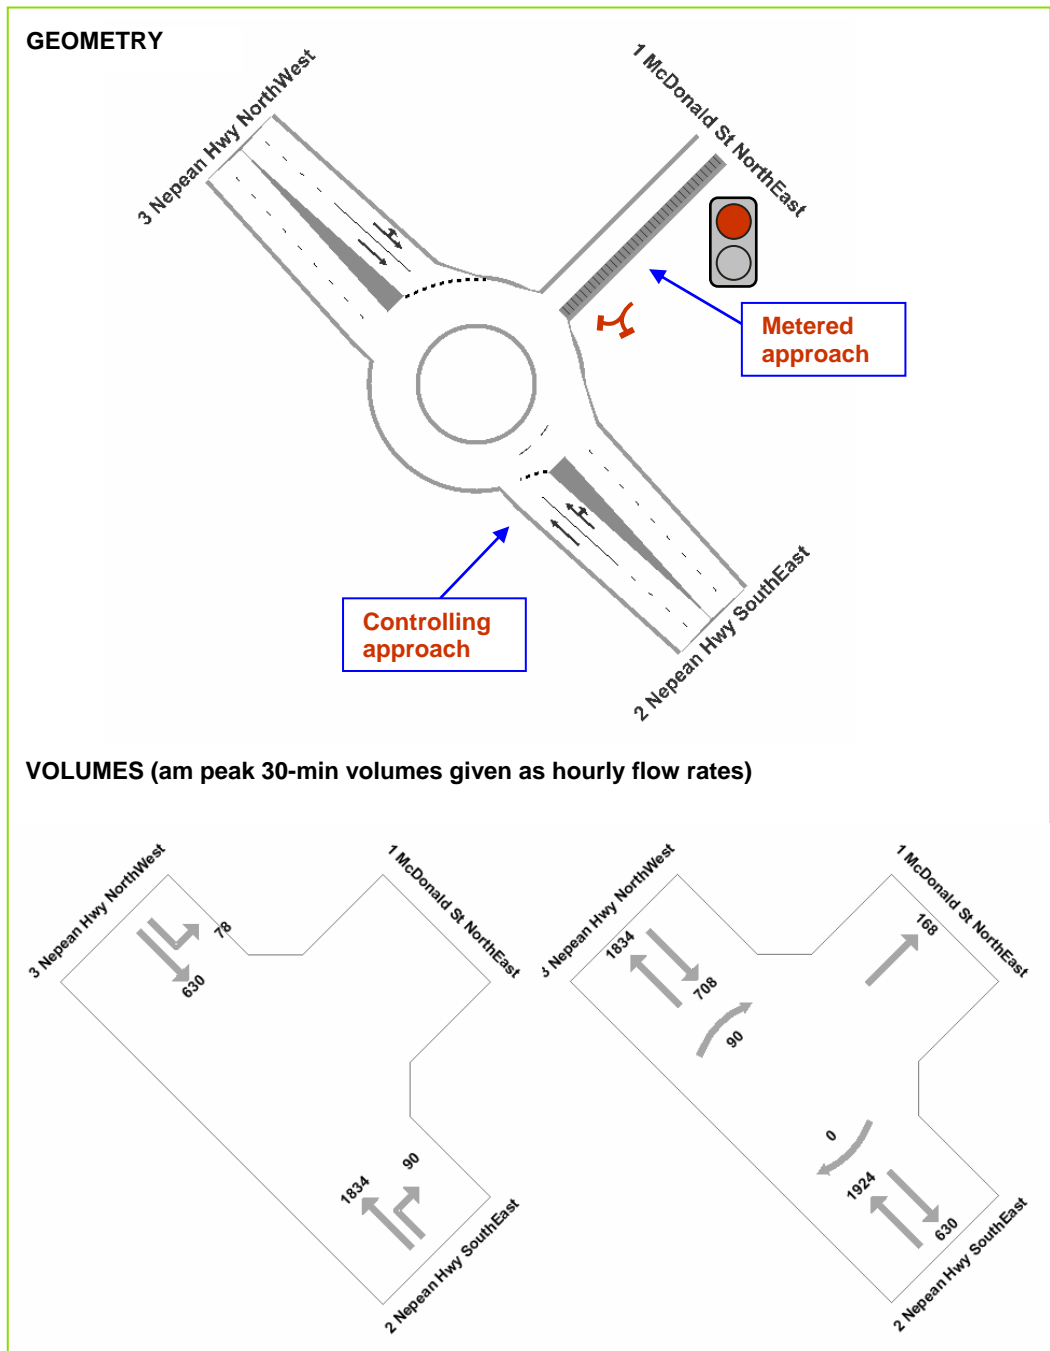 GEOMETRY
3 Nepean Hwy NorthWest
1 McDonald St NorthEast
Metered
approach
Controlling
approach
2 Nepean Hwy SouthEast
VOLUMES (am peak 30-min volumes given as hourly flow rates)
3 Nepean Hwy NorthWest
1 McDonald St NorthEast
78
630
90
1834
2 Nepean Hwy SouthEast
3 Nepean Hwy NorthWest
1 McDonald St NorthEast
1834
708
168
90
0
1924
630
2 Nepean Hwy SouthEast